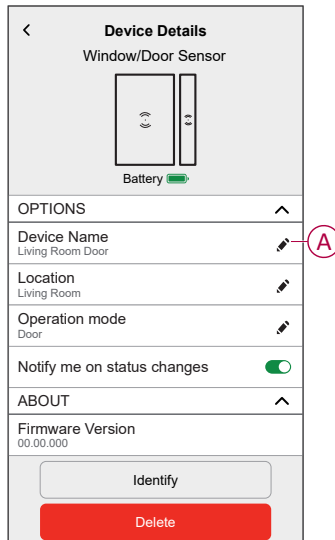 Device Details
Window/Door Sensor
Battery
OPTIONS
Device Name
A
Living Room Door
Location
Living Room
Operation mode
Door
Notify me on status changes
ABOUT
Firmware Version
00.00.000
Identify
Delete